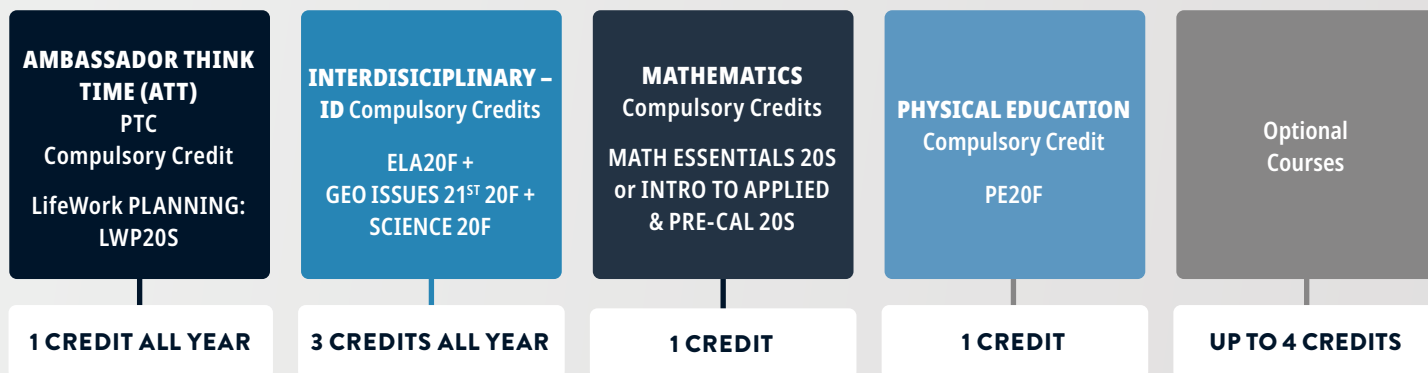 AMBASSADOR THINK
TIME (ATT)
PTC
Compulsory Credit
LifeWork PLANNING:
LWP20S
1 CREDIT ALL YEAR
INTERDISICIPLINARY –
ID Compulsory Credits
ELA20F +
GEO ISSUES 21ST 20F +
SCIENCE 20F
3 CREDITS ALL YEAR
MATHEMATICS
Compulsory Credits
MATH ESSENTIALS 20S
or INTRO TO APPLIED
& PRE-CAL 20S
1 CREDIT
PHYSICAL EDUCATION
Compulsory Credit
PE20F
1 CREDIT
Optional
Courses
UP TO 4 CREDITS